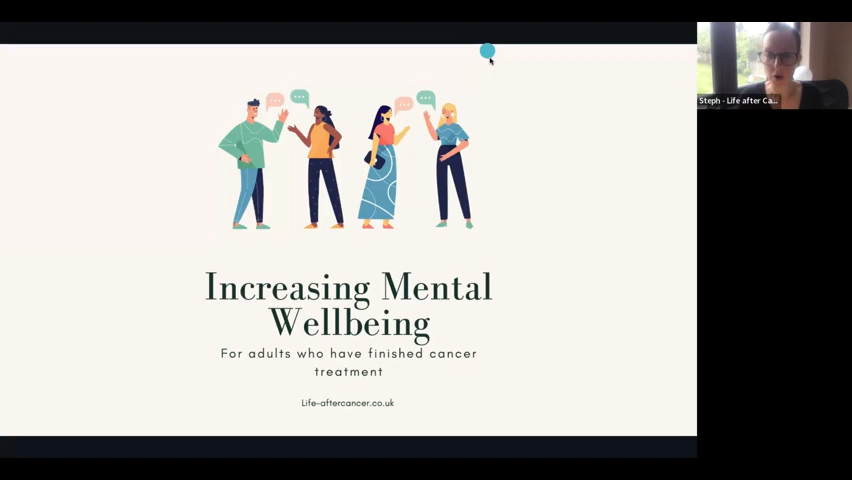 Increasing Mental
Wellbeing
For adults who have finished cancer
treatment
Life-aftercancer.co.uk
Steph - Life after Ca...